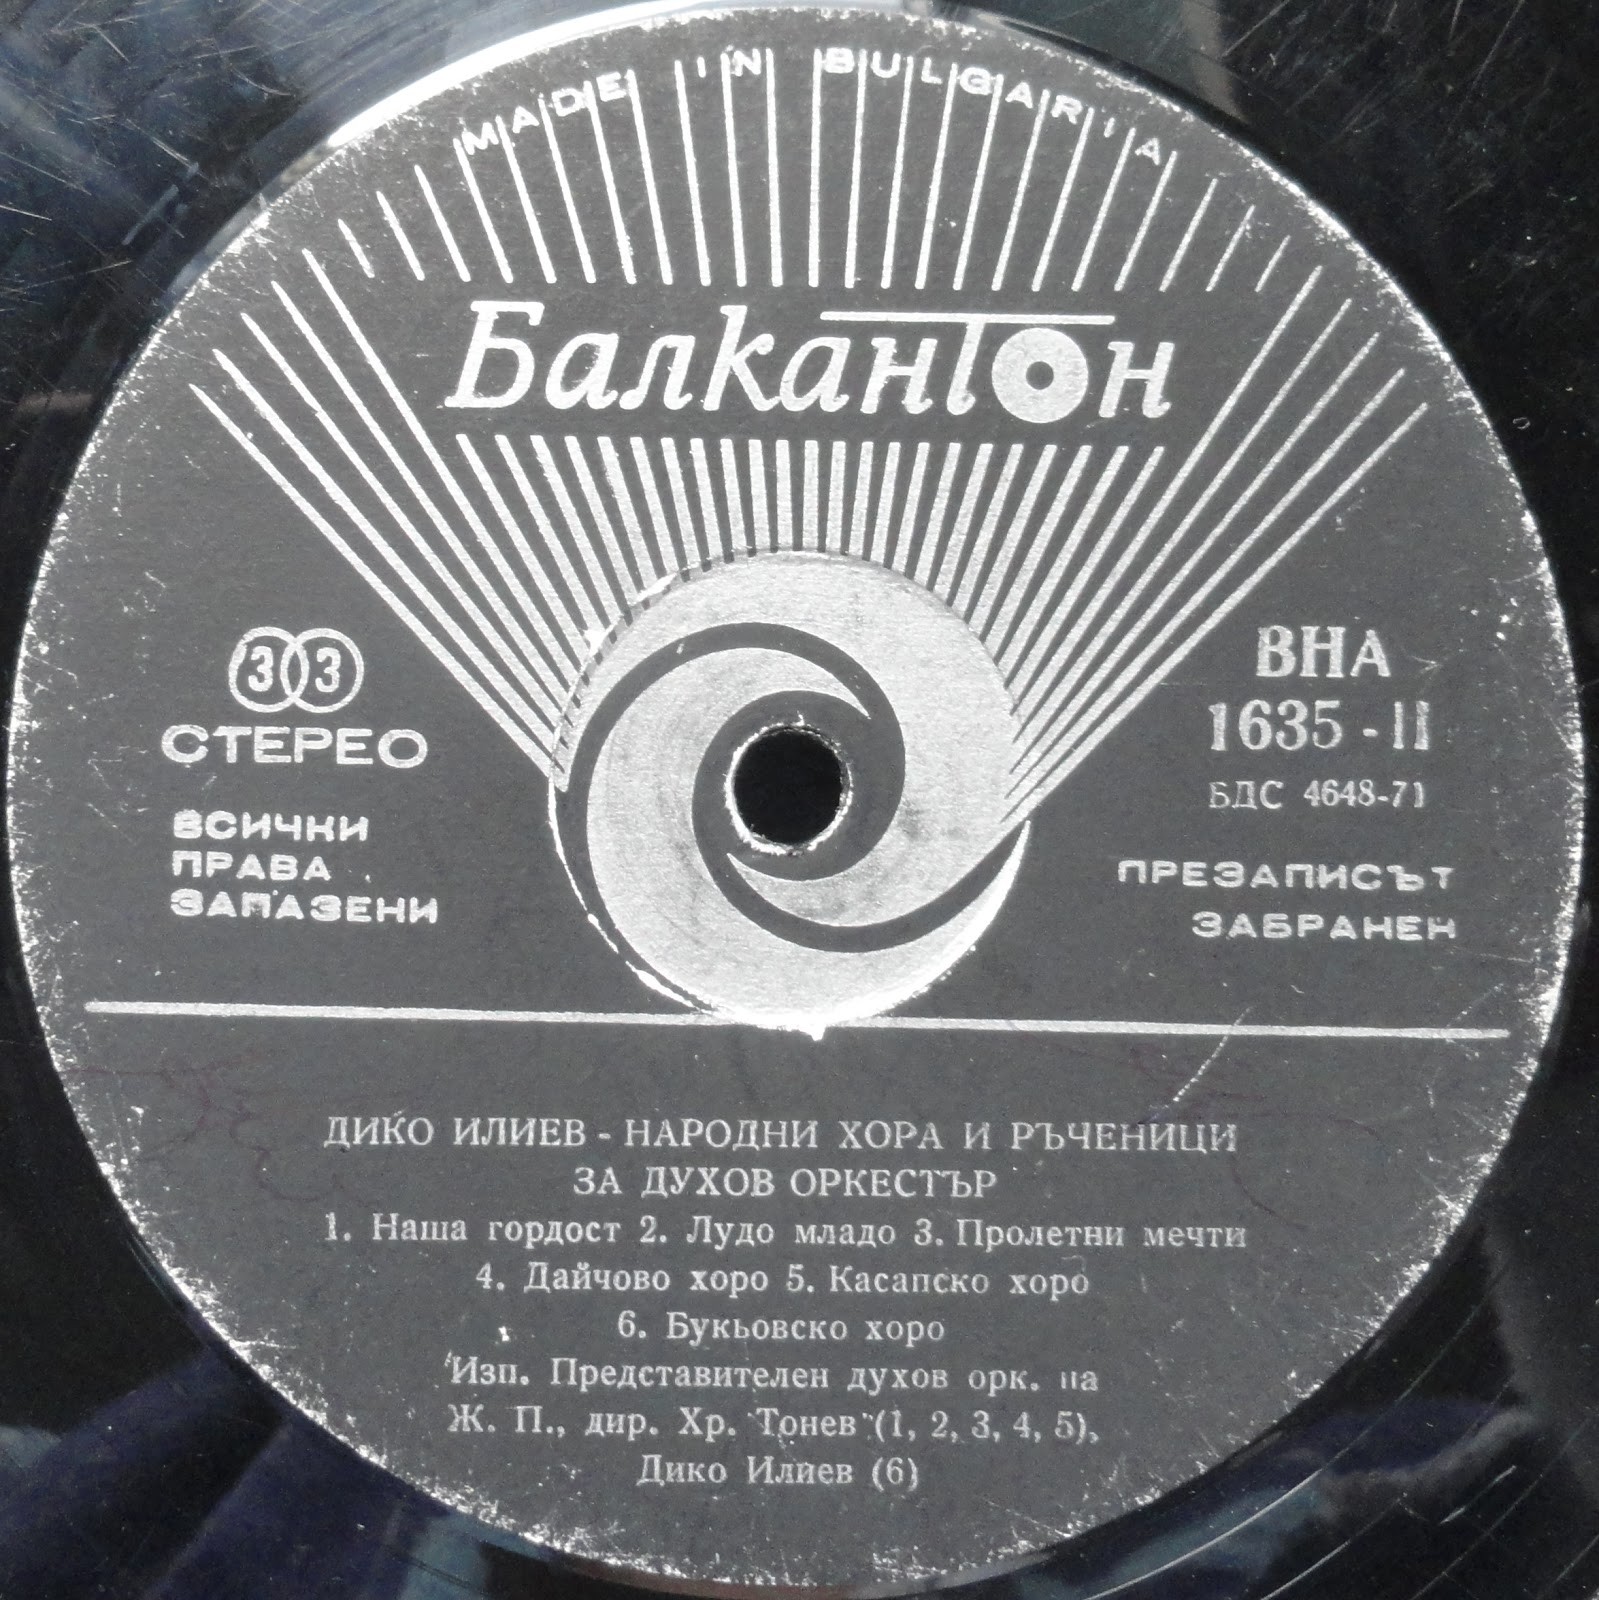 MADE IN BULGARIA
Балкантон
33
СТЕРЕО
ВСИЧКИ
ПРАВА
ЗАПАЗЕНИ
ВНА
1635 - II
БДС 4648-71
ПРЕЗАПИСЪТ
ЗАБРАНЕН
ДИКО ИЛИЕВ - НАРОДНИ ХОРА И РЪЧЕНИЦИ
ЗА ДУХОВ ОРКЕСТЪР
1. Наша гордост 2. Лудо младо 3. Пролетни мечти
4. Дайчово хоро 5. Касапско хоро
6. Букьовско хоро
Изп. Представителен духов орк. на
Ж. П., дир. Хр. Тонев (1, 2, 3, 4, 5),
Дико Илиев (6)